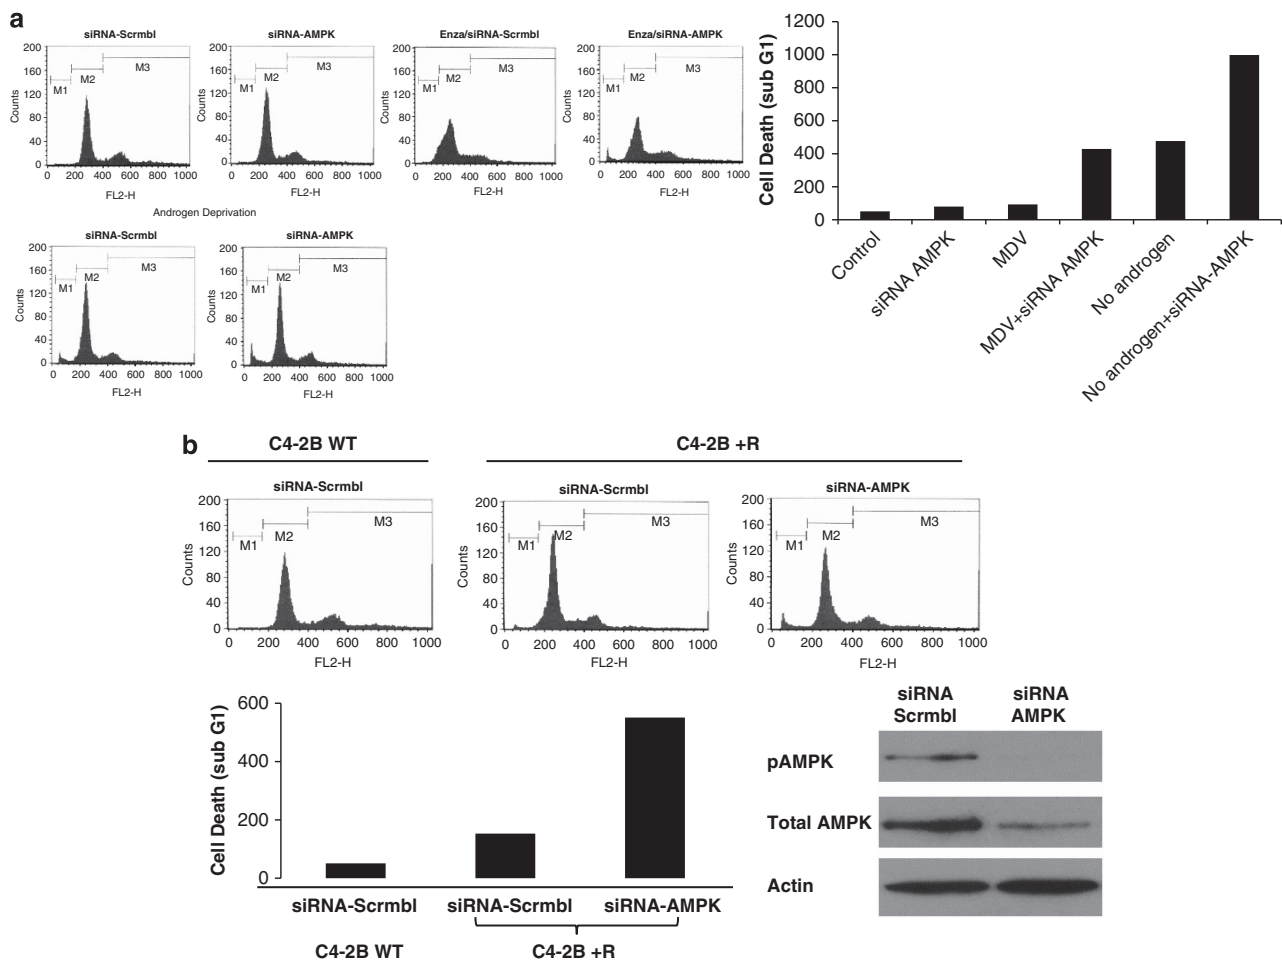 a
siRNA-Scrmbl
siRNA-AMPK
Enza/siRNA-Scrmbl
Enza/siRNA-AMPK
200
160
120
80
40
0
Counts
M1
M2
M3
0 200 400 600 800 1000
FL2-H
200
160
120
80
40
0
Counts
M1
M2
M3
0 200 400 600 800 1000
FL2-H
200
160
120
80
40
0
Counts
M1
M2
M3
0 200 400 600 800 1000
FL2-H
200
160
120
80
40
0
Counts
M1
M2
M3
0 200 400 600 800 1000
FL2-H
Androgen Deprivation
siRNA-Scrmbl
siRNA-AMPK
200
160
120
80
40
0
Counts
M1
M2
M3
0 200 400 600 800 1000
FL2-H
200
160
120
80
40
0
Counts
M1
M2
M3
0 200 400 600 800 1000
FL2-H
Cell Death (sub G1)
1200
1000
800
600
400
200
0
Control
siRNA AMPK
MDV
MDV+siRNA AMPK
No androgen
No androgen+siRNA-AMPK
b
C4-2B WT
C4-2B +R
siRNA-Scrmbl
siRNA-Scrmbl
siRNA-AMPK
200
160
120
80
40
0
Counts
M1
M2
M3
0 200 400 600 800 1000
FL2-H
200
160
120
80
40
0
Counts
M1
M2
M3
0 200 400 600 800 1000
FL2-H
200
160
120
80
40
0
Counts
M1
M2
M3
0 200 400 600 800 1000
FL2-H
Cell Death (sub G1)
600
400
200
0
siRNA-Scrmbl
siRNA-Scrmbl
siRNA-AMPK
C4-2B WT
C4-2B +R
siRNA
Scrmbl
siRNA
AMPK
pAMPK
Total AMPK
Actin